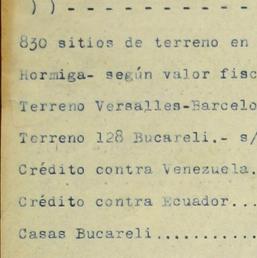 ) ) - - - - - - - - - - -
830 sitios de terreno en
Hormiga- según valor fisc
Terreno Versalles-Barcelo
Terreno 128 Bucareli.- s/
Crédito contra Venezuela.
Crédito contra Ecuador...
Casas Bucareli...........